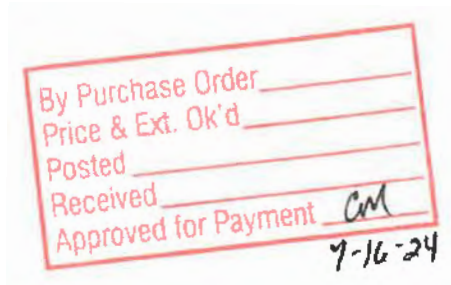 By Purchase Order
Price & Ext. Ok'd
Posted
Received
Approved for Payment CM
7-16-24